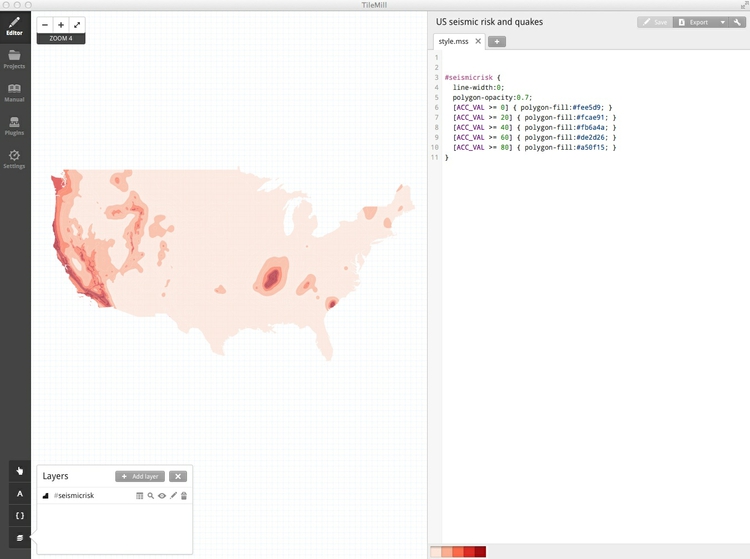 TileMill
Editor
Projects
Manual
Plugins
Settings
ZOOM 4
US seismic risk and quakes
Save
Export
style.mss
1
2
3 #seismicrisk {
4 line-width:0;
5 polygon-opacity:0.7;
6 [ACC_VAL >= 0] { polygon-fill:#fee5d9; }
7 [ACC_VAL >= 20] { polygon-fill:#fcae91; }
8 [ACC_VAL >= 40] { polygon-fill:#fb6a4a; }
9 [ACC_VAL >= 60] { polygon-fill:#de2d26; }
10 [ACC_VAL >= 80] { polygon-fill:#a50f15; }
11 }
Layers
+ Add layer
#seismicrisk
A
{ }